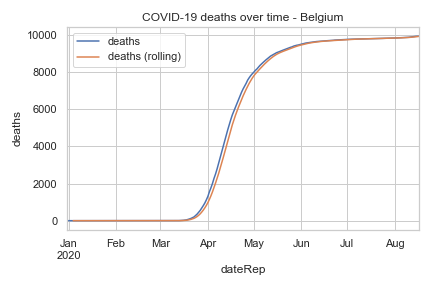 COVID-19 deaths over time - Belgium
deaths
deaths (rolling)
10000
8000
6000
4000
2000
0
deaths
Jan Feb Mar Apr May Jun Jul Aug
2020
dateRep